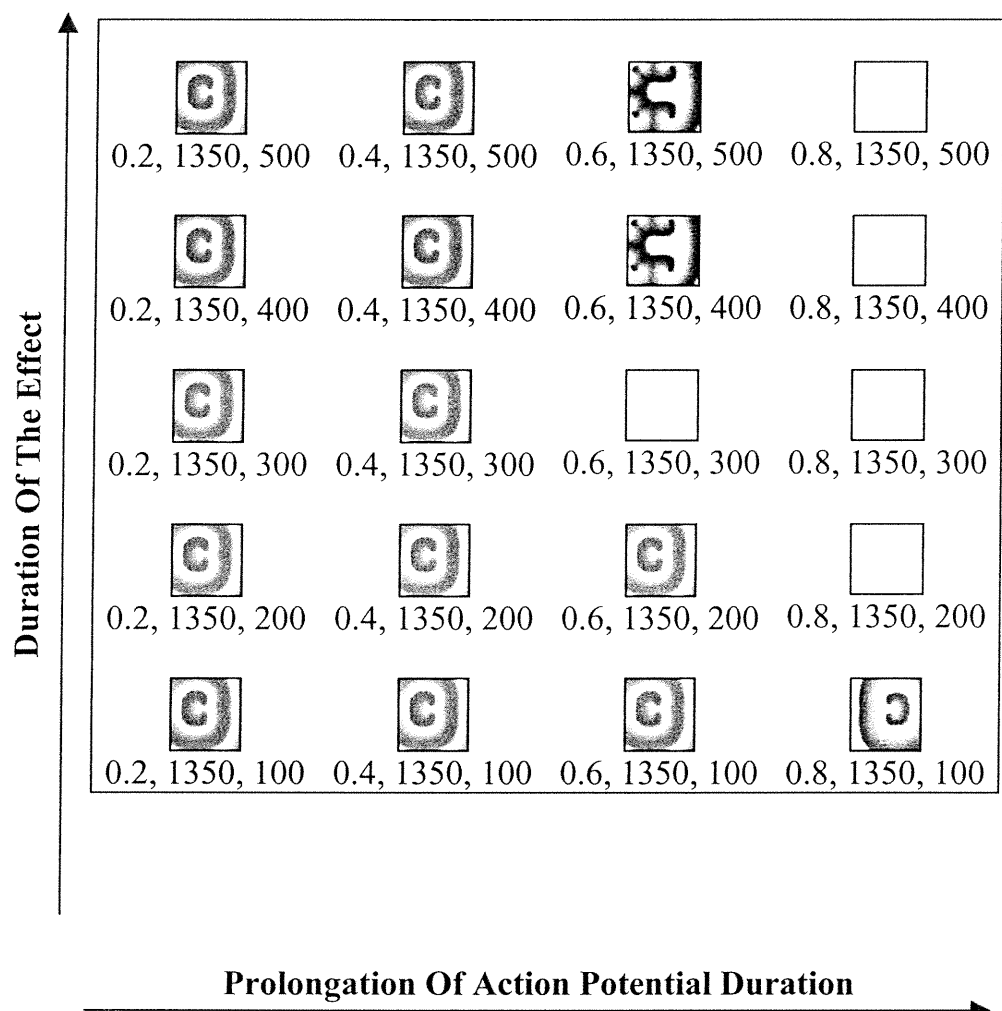 0.2, 1350, 500 0.4, 1350, 500 0.6, 1350, 500 0.8, 1350, 500
0.2, 1350, 400 0.4, 1350, 400 0.6, 1350, 400 0.8, 1350, 400
0.2, 1350, 300 0.4, 1350, 300 0.6, 1350, 300 0.8, 1350, 300
0.2, 1350, 200 0.4, 1350, 200 0.6, 1350, 200 0.8, 1350, 200
0.2, 1350, 100 0.4, 1350, 100 0.6, 1350, 100 0.8, 1350, 100
Duration Of The Effect
Prolongation Of Action Potential Duration